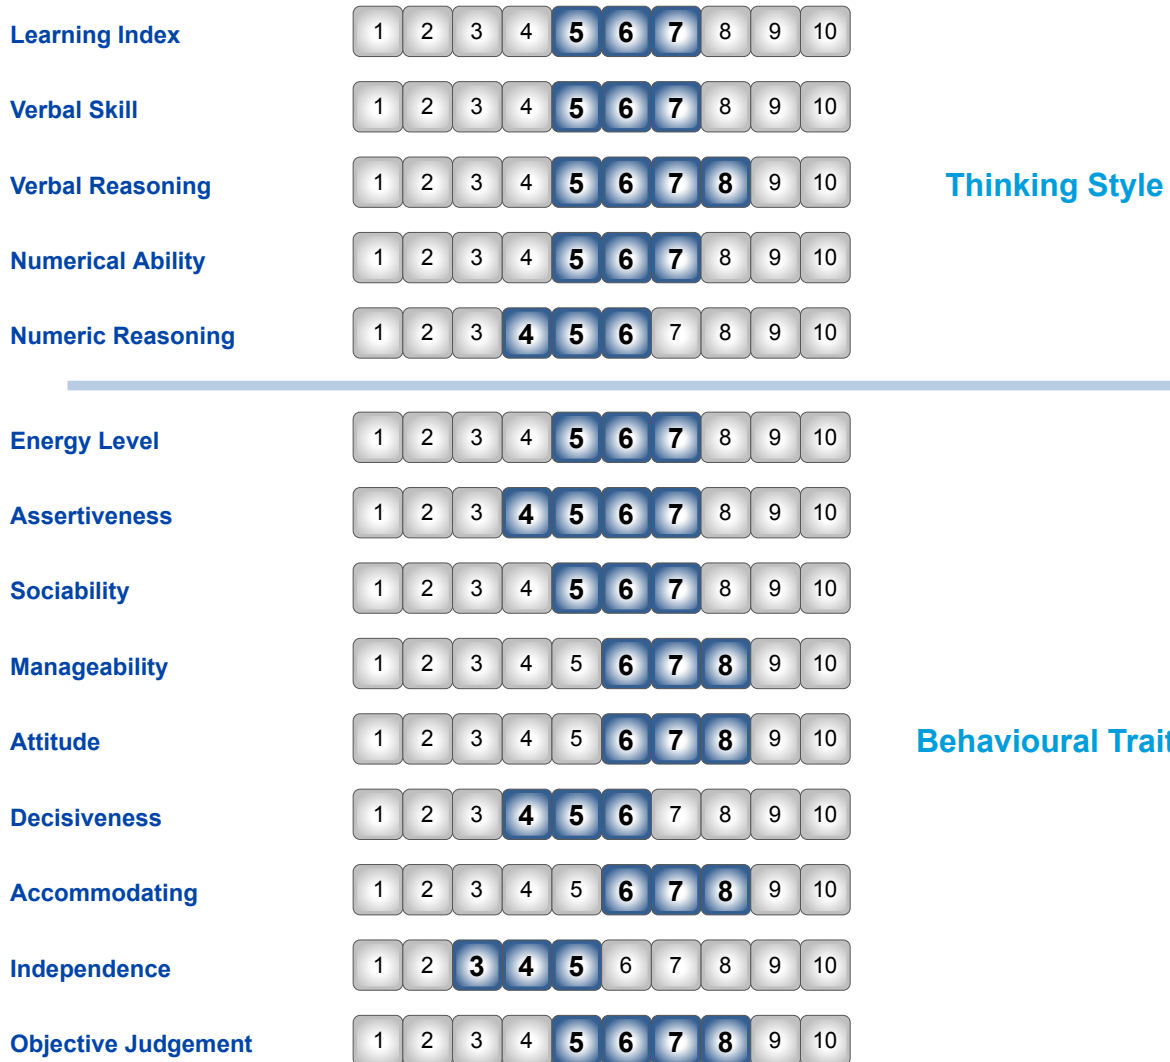 Learning Index 1 2 3 4 5 6 7 8 9 10
Verbal Skill 1 2 3 4 5 6 7 8 9 10
Verbal Reasoning 1 2 3 4 5 6 7 8 9 10 Thinking Style
Numerical Ability 1 2 3 4 5 6 7 8 9 10
Numeric Reasoning 1 2 3 4 5 6 7 8 9 10
Energy Level 1 2 3 4 5 6 7 8 9 10
Assertiveness 1 2 3 4 5 6 7 8 9 10
Sociability 1 2 3 4 5 6 7 8 9 10
Manageability 1 2 3 4 5 6 7 8 9 10
Attitude 1 2 3 4 5 6 7 8 9 10 Behavioural Trait
Decisiveness 1 2 3 4 5 6 7 8 9 10
Accommodating 1 2 3 4 5 6 7 8 9 10
Independence 1 2 3 4 5 6 7 8 9 10
Objective Judgement 1 2 3 4 5 6 7 8 9 10